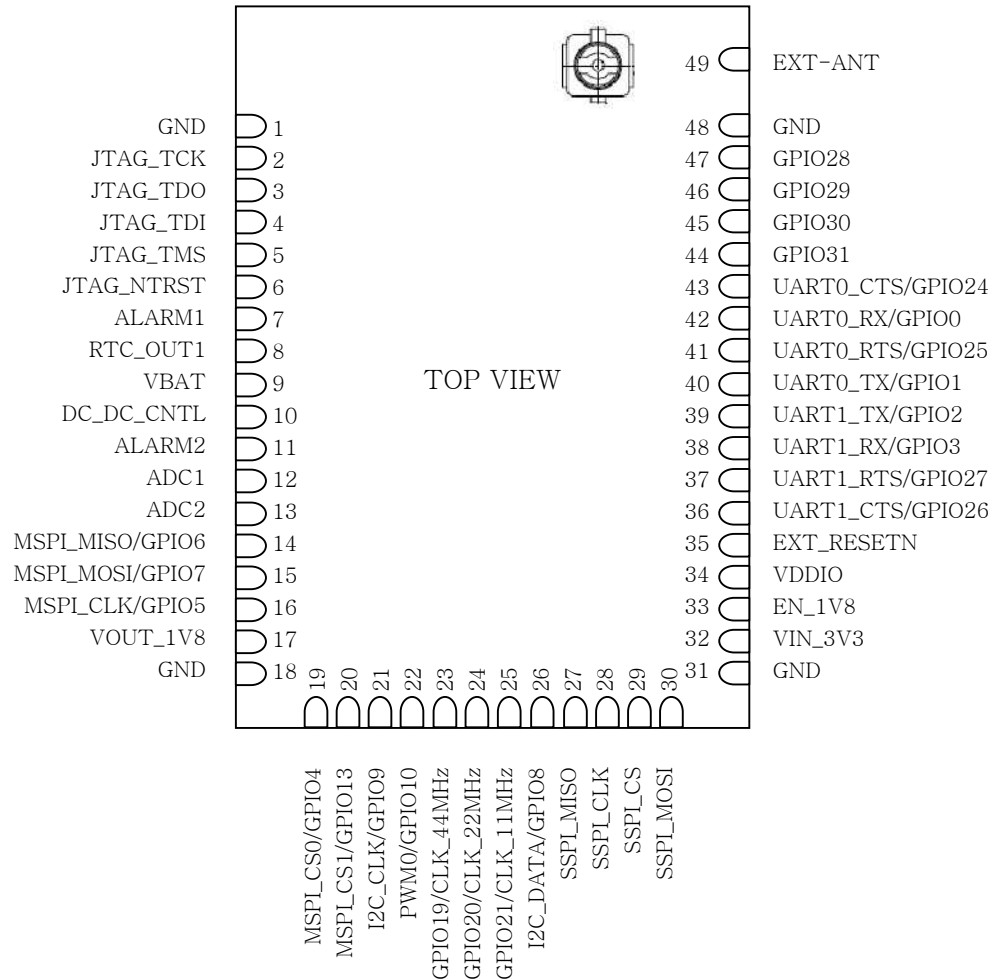 49 EXT-ANT
GND 1
JTAG_TCK 2
JTAG_TDO 3
JTAG_TDI 4
JTAG_TMS 5
JTAG_NTRST 6
ALARM1 7
RTC_OUT1 8
VBAT 9
DC_DC_CNTL 10
ALARM2 11
ADC1 12
ADC2 13
MSPI_MISO/GPIO6 14
MSPI_MOSI/GPIO7 15
MSPI_CLK/GPIO5 16
VOUT_1V8 17
GND 18
TOP VIEW
48 GND
47 GPIO28
46 GPIO29
45 GPIO30
44 GPIO31
43 UART0_CTS/GPIO24
42 UART0_RX/GPIO0
41 UART0_RTS/GPIO25
40 UART0_TX/GPIO1
39 UART1_TX/GPIO2
38 UART1_RX/GPIO3
37 UART1_RTS/GPIO27
36 UART1_CTS/GPIO26
35 EXT_RESETN
34 VDDIO
33 EN_1V8
32 VIN_3V3
31 GND
19 MSPI_CS0/GPIO4
20 MSPI_CS1/GPIO13
21 I2C_CLK/GPIO9
22 PWM0/GPIO10
23 GPIO19/CLK_44MHz
24 GPIO20/CLK_22MHz
25 GPIO21/CLK_11MHz
26 I2C_DATA/GPIO8
27 SSPI_MISO
28 SSPI_CLK
29 SSPI_CS
30 SSPI_MOSI